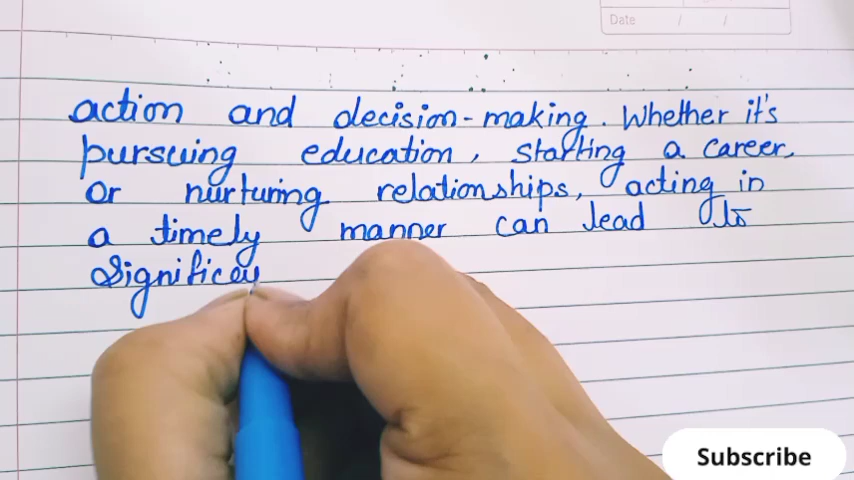 Date / /
action and decision-making. Whether it's
pursuing education, starting a career,
or nurturing relationships, acting in
a timely manner can lead to
Subscribe